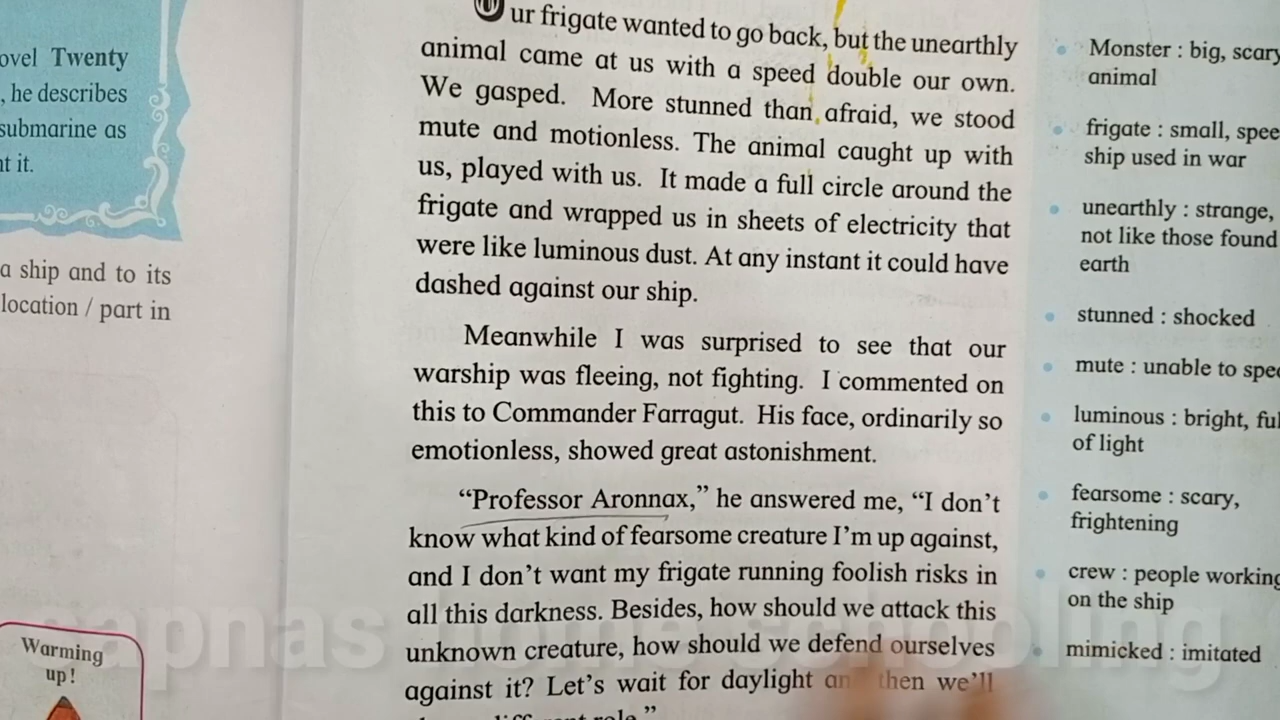 ovel Twenty
, he describes
submarine as
t it.
a ship and to its
location / part in
Warming
up!
Our frigate wanted to go back, but the unearthly
animal came at us with a speed double our own.
We gasped. More stunned than afraid, we stood
mute and motionless. The animal caught up with
us, played with us. It made a full circle around the
frigate and wrapped us in sheets of electricity that
were like luminous dust. At any instant it could have
dashed against our ship.
Meanwhile I was surprised to see that our
warship was fleeing, not fighting. I commented on
this to Commander Farragut. His face, ordinarily so
emotionless, showed great astonishment.
“Professor Aronnax,” he answered me, “I don’t
know what kind of fearsome creature I’m up against,
and I don’t want my frigate running foolish risks in
all this darkness. Besides, how should we attack this
unknown creature, how should we defend ourselves
against it? Let’s wait for daylight an then we’ll
Monster : big, scary
animal
frigate : small, spee
ship used in war
unearthly : strange,
not like those found
earth
stunned : shocked
mute : unable to spe
luminous : bright, ful
of light
fearsome : scary,
frightening
crew : people working
on the ship
mimicked : imitated
sapnas home schooling